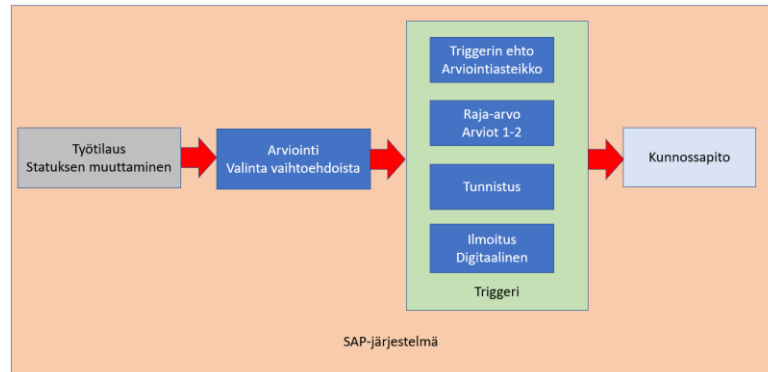 Työtilaus
Statuksen muuttaminen
Arviointi
Valinta vaihtoehdoista
Triggerin ehto
Arviointiasteikko
Raja-arvo
Arviot 1-2
Tunnistus
Ilmoitus
Digitaalinen
Triggeri
Kunnossapito
SAP-järjestelmä